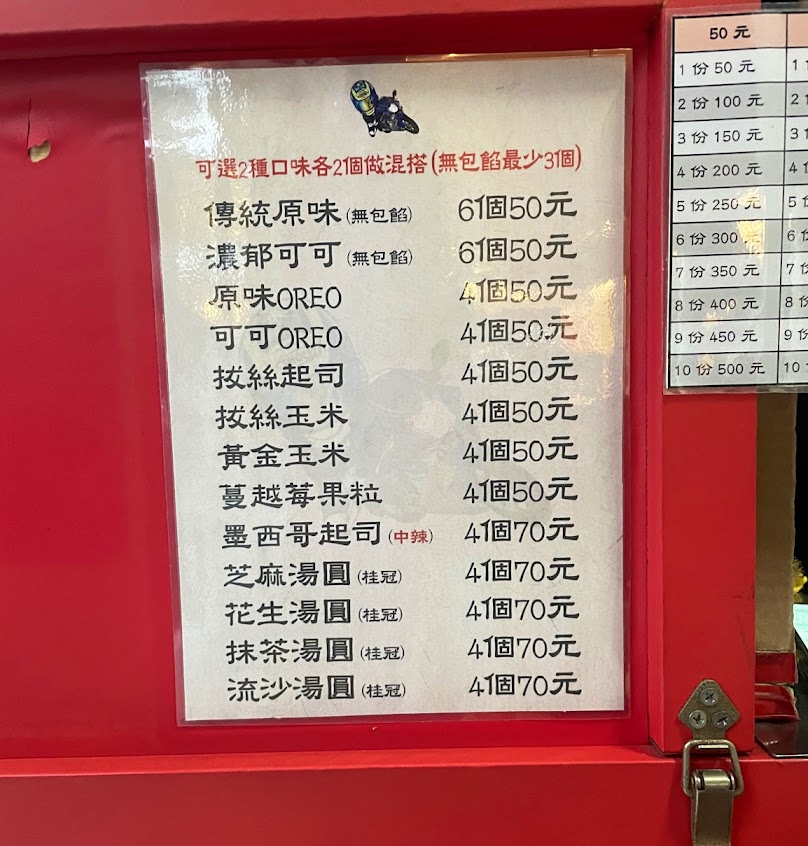 可選2種口味各2個做混搭(無包餡最少3個)
傳統原味(無包餡) 6個50元
濃郁可可(無包餡) 6個50元
原味OREO 4個50元
可可OREO 4個50元
拔絲起司 4個50元
拔絲玉米 4個50元
黃金玉米 4個50元
蔓越莓果粒 4個50元
墨西哥起司(中辣) 4個70元
芝麻湯圓(桂冠) 4個70元
花生湯圓(桂冠) 4個70元
抹茶湯圓(桂冠) 4個70元
流沙湯圓(桂冠) 4個70元
50元
1份50元
2份100元
3份150元
4份200元
5份250元
6份300元
7份350元
8份400元
9份450元
10份500元